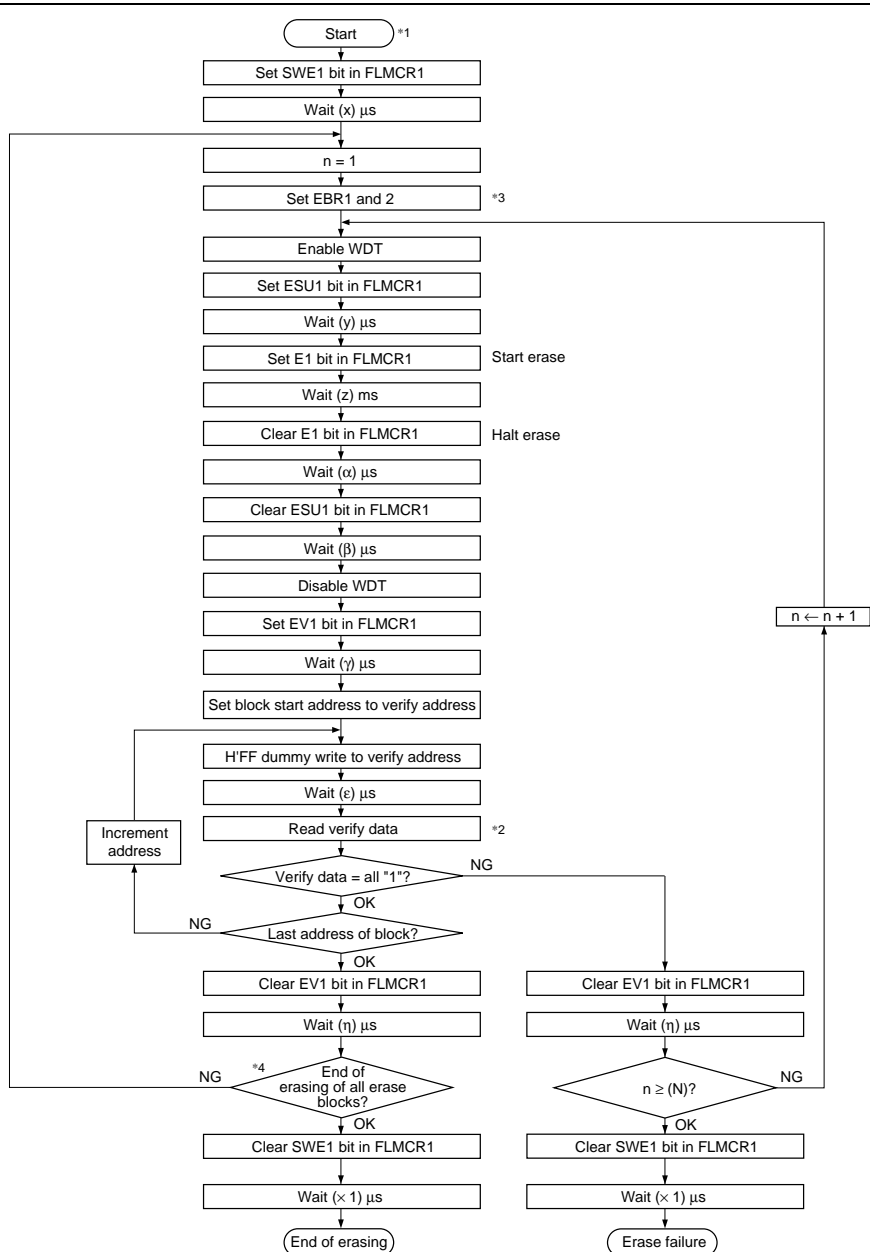 Start *1
Set SWE1 bit in FLMCR1
Wait (x) μs
n = 1
Set EBR1 and 2 *3
Enable WDT
Set ESU1 bit in FLMCR1
Wait (y) μs
Set E1 bit in FLMCR1 Start erase
Wait (z) ms
Clear E1 bit in FLMCR1 Halt erase
Wait (α) μs
Clear ESU1 bit in FLMCR1
Wait (β) μs
Disable WDT
n ← n + 1
Set EV1 bit in FLMCR1
Wait (γ) μs
Set block start address to verify address
H'FF dummy write to verify address
Wait (ε) μs
Increment
address
Read verify data *2
Verify data = all "1"? NG
OK
NG Last address of block?
OK
Clear EV1 bit in FLMCR1 Clear EV1 bit in FLMCR1
Wait (η) μs Wait (η) μs
NG *4 End of
erasing of all erase
blocks?
n ≥ (N)? NG
OK OK
Clear SWE1 bit in FLMCR1 Clear SWE1 bit in FLMCR1
Wait (× 1) μs Wait (× 1) μs
End of erasing Erase failure